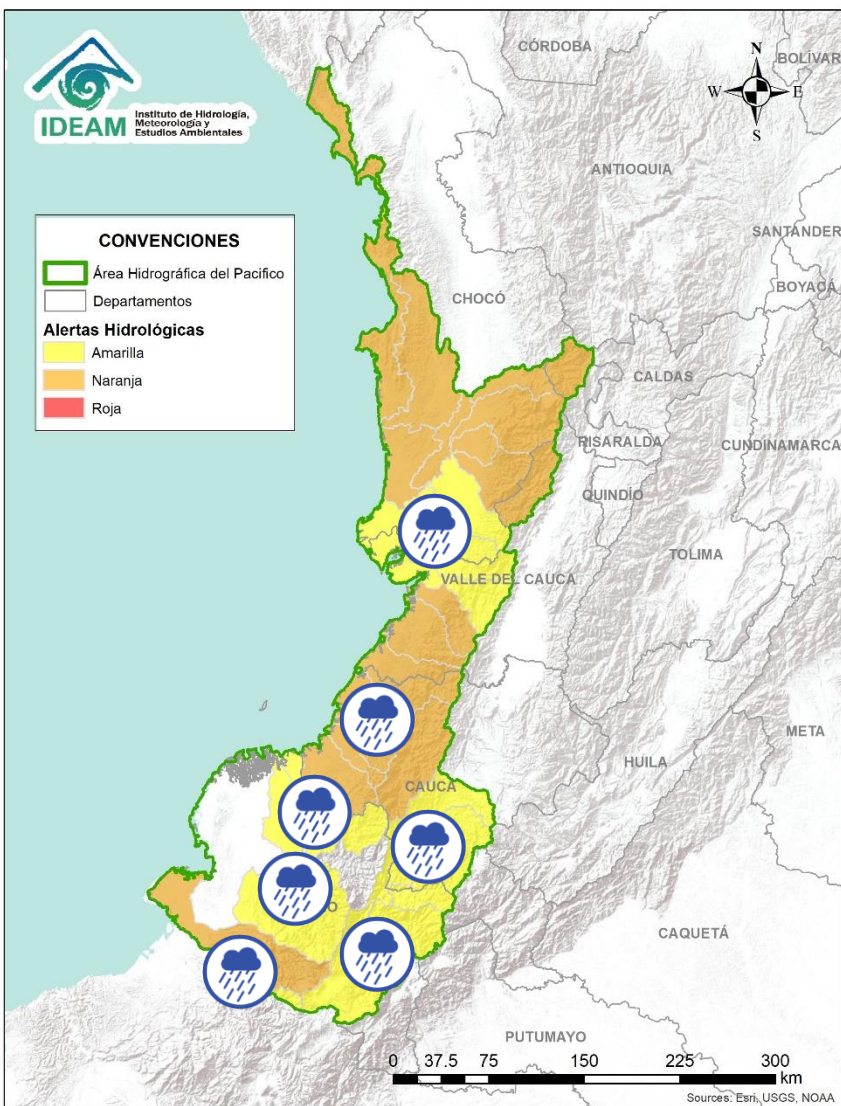 CÓRDOBA
BOLÍVAR
N
W E
S
IDEAM
Instituto de Hidrología,
Meteorología y
Estudios Ambientales
ANTIOQUIA
SANTANDER
CONVENCIONES
Área Hidrográfica del Pacifico
Departamentos
Alertas Hidrológicas
Amarilla
Naranja
Roja
BOYACÁ
CHOCÓ
CALDAS
RISARALDA
CUNDINAMARCA
QUINDÍO
TOLIMA
VALLE DEL CAUCA
META
HUILA
CAUCA
CAQUETÁ
PUTUMAYO
0 37.5 75 150 225 300
km
Sources: Esri, USGS, NOAA